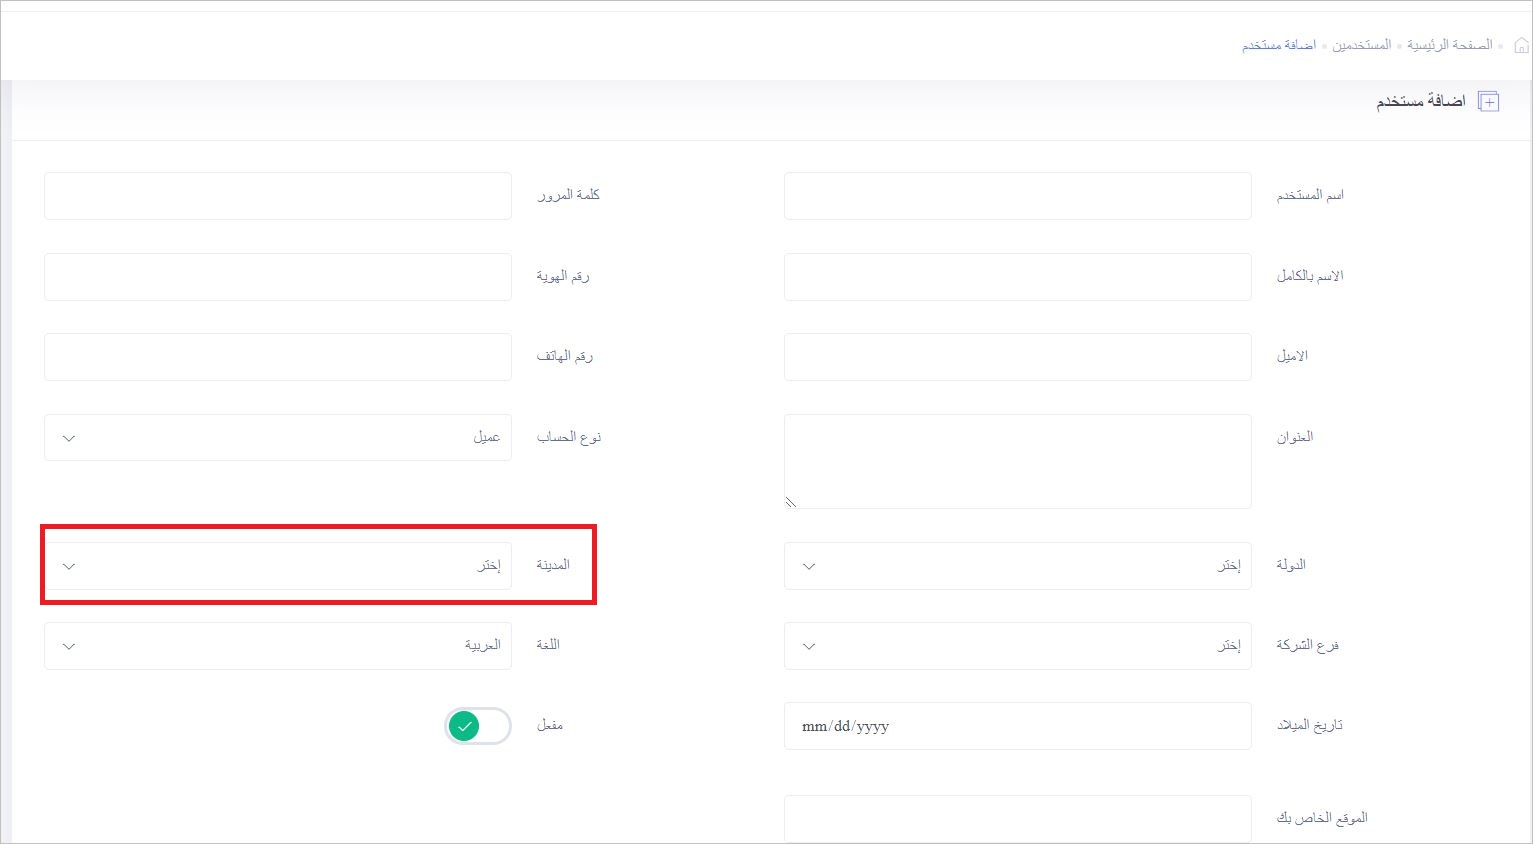 الصفحة الرئيسية • المستخدمين • اضافة مستخدم
اضافة مستخدم
اسم المستخدم
كلمة المرور
الاسم بالكامل
رقم الهوية
الاميل
رقم الهاتف
العنوان
نوع الحساب عميل
الدولة إختر
المدينة إختر
فرع الشركة إختر
اللغة العربية
تاريخ الميلاد mm/dd/yyyy
مفعل
الموقع الخاص بك